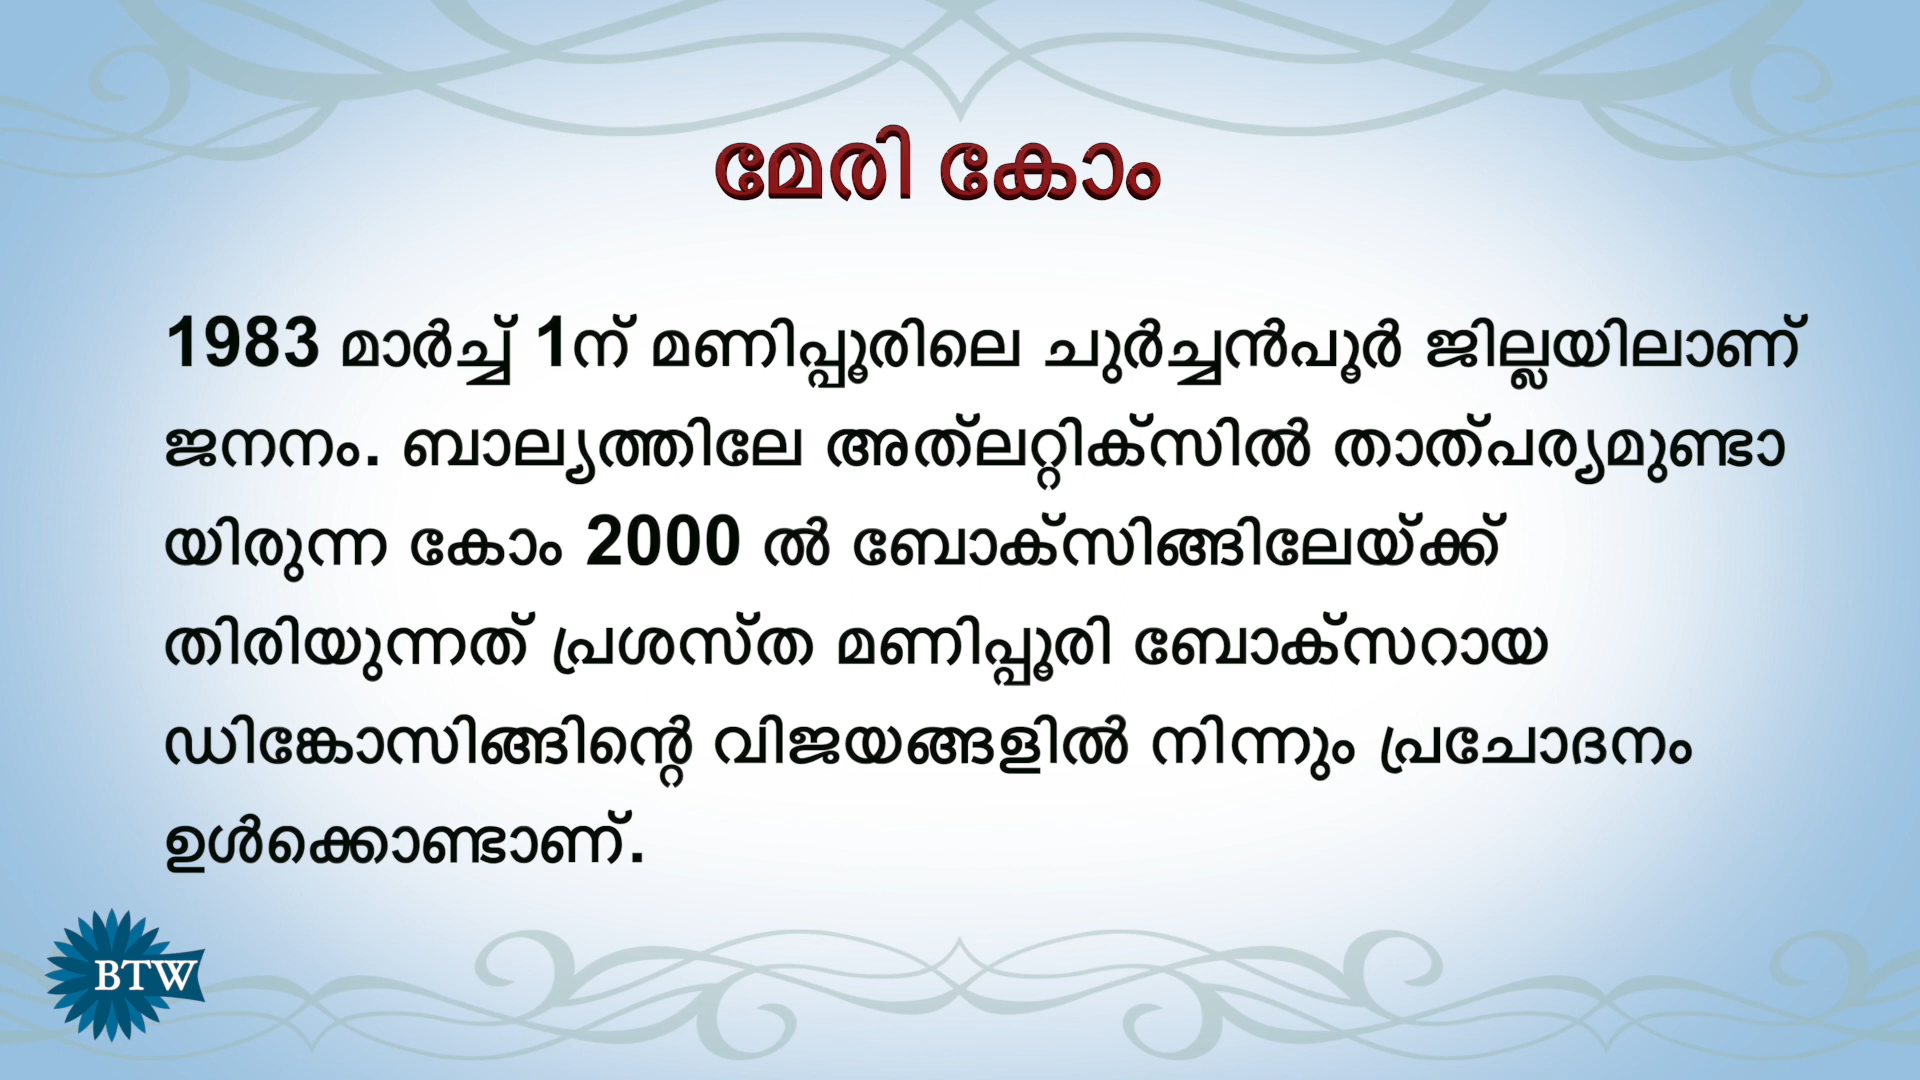 മേരി കോം
1983 മാർച്ച് 1ന് മണിപ്പൂരിലെ ചുർച്ചൻപൂർ ജില്ലയിലാണ്
ജനനം. ബാല്യത്തിലേ അത്‌ലറ്റിക്സിൽ താത്പര്യമുണ്ടാ
യിരുന്ന കോം 2000 ൽ ബോക്സിങ്ങിലേയ്ക്ക്
തിരിയുന്നത് പ്രശസ്ത മണിപ്പൂരി ബോക്സറായ
ഡിങ്കോസിങ്ങിന്റെ വിജയങ്ങളിൽ നിന്നും പ്രചോദനം
ഉൾക്കൊണ്ടാണ്.
BTW